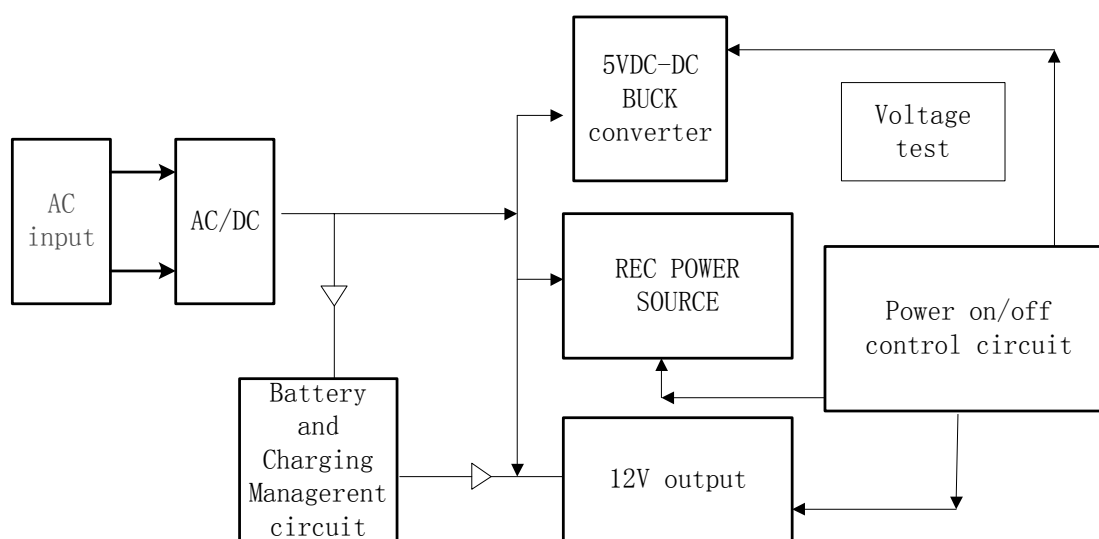 AC
input
AC/DC
Battery
and
Charging
Managerent
circuit
5VDC-DC
BUCK
converter
REC POWER
SOURCE
12V output
Voltage
test
Power on/off
control circuit